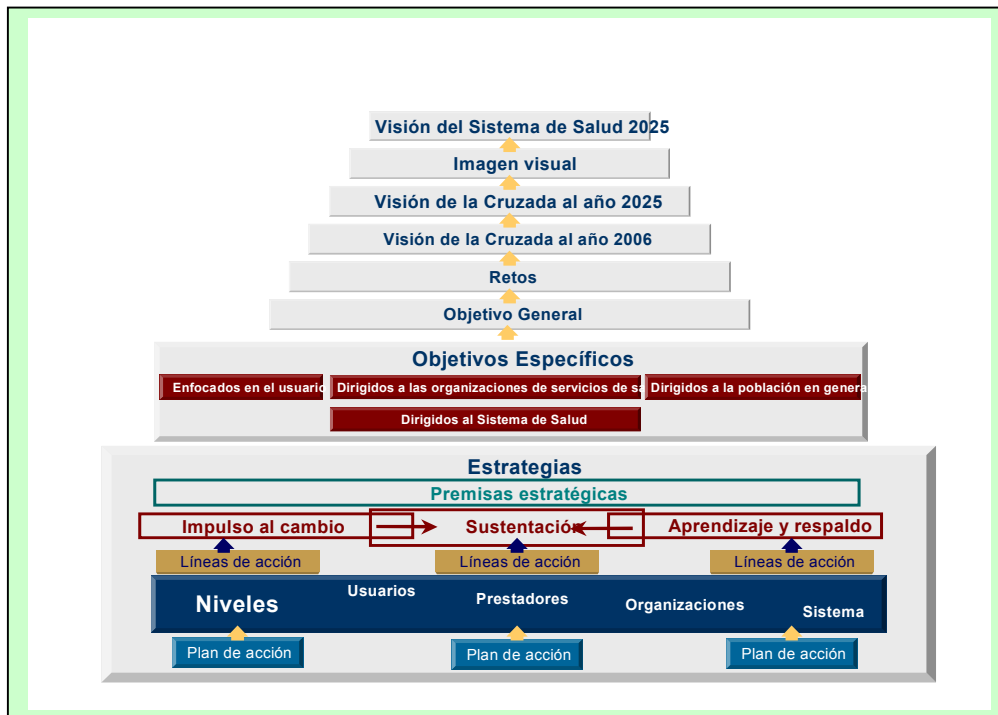 Visión del Sistema de Salud 2025
Imagen visual
Visión de la Cruzada al año 2025
Visión de la Cruzada al año 2006
Retos
Objetivo General
Objetivos Específicos
Enfocados en el usuario
Dirigidos a las organizaciones de servicios de sa
Dirigidos a la población en genera
Dirigidos al Sistema de Salud
Estrategias
Premisas estratégicas
Impulso al cambio
Sustentación
Aprendizaje y respaldo
Líneas de acción
Líneas de acción
Líneas de acción
Niveles
Usuarios
Prestadores
Organizaciones
Sistema
Plan de acción
Plan de acción
Plan de acción